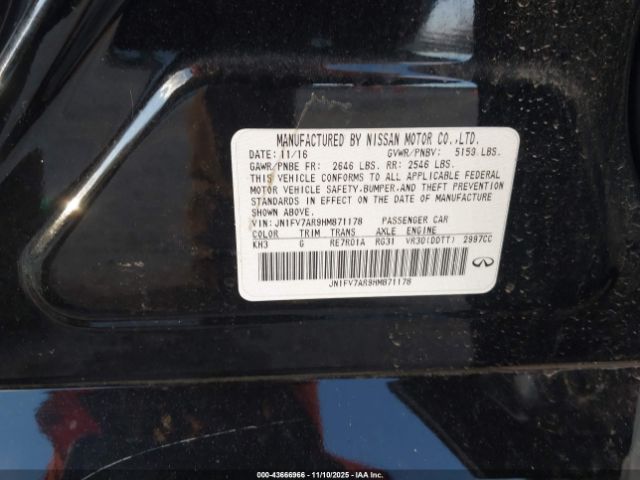 MANUFACTURED BY NISSAN MOTOR CO.,LTD.
DATE: 11/16 GVWR/PNBV: 5159 LBS.
GAWR/PNBE FR: 2646 LBS. RR: 2546 LBS.
THIS VEHICLE CONFORMS TO ALL APPLICABLE FEDERAL
MOTOR VEHICLE SAFETY,BUMPER,AND THEFT PREVENTION
STANDARDS IN EFFECT ON THE DATE OF MANUFACTURE
SHOWN ABOVE.
VIN: JN1FV7AR9HM871178 PASSENGER CAR
COLOR TRIM TRANS AXLE ENGINE
KH3 G RE7R01A RG31 VR30(DDTT) 2997CC
JN1FV7AR9HM871178
000-43666966 11/10/2025 - IAAI.COM